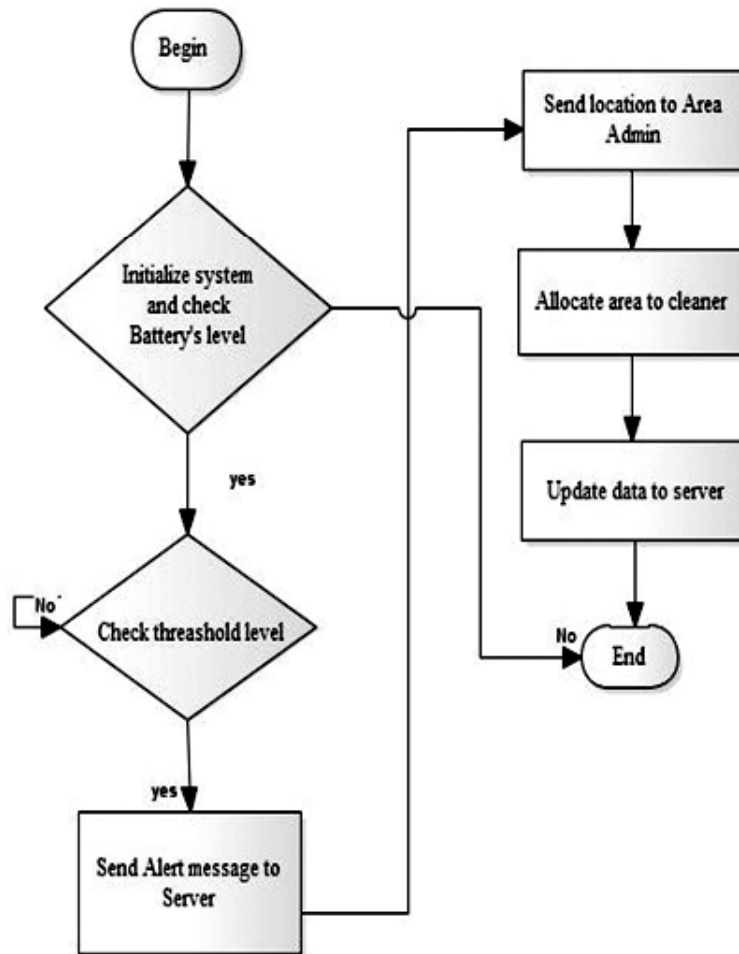 Begin
Initialize system
and check
Battery's level
yes
No
Check threashold level
yes
Send Alert message to
Server
Send location to Area
Admin
Allocate area to cleaner
Update data to server
No
End